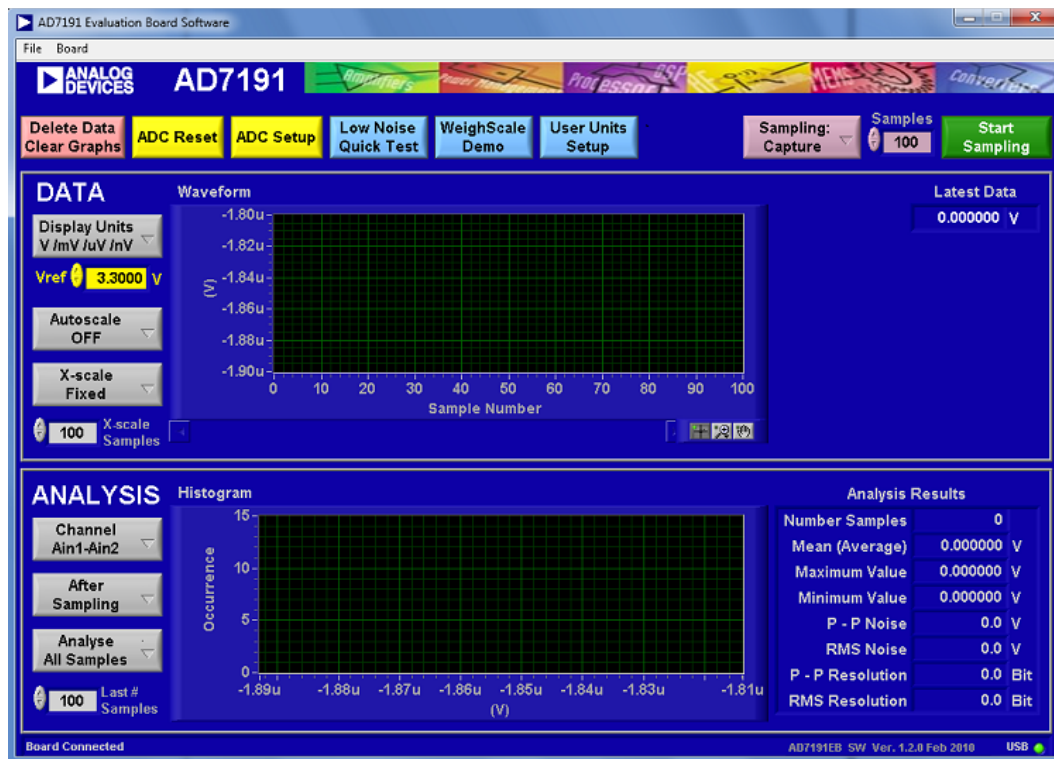 AD7191 Evaluation Board Software
File Board
ANALOG DEVICES
AD7191
Amplifiers Power Management Processor DSP MEMS Converters
Delete Data
Clear Graphs
ADC Reset
ADC Setup
Low Noise
Quick Test
WeighScale
Demo
User Units
Setup
Sampling:
Capture
Samples
100
Start
Sampling
DATA
Display Units
V /mV /uV /nV
Vref 3.3000 V
Autoscale
OFF
X-scale
Fixed
100 X-scale
Samples
Waveform
-1.80u
-1.82u
-1.84u
-1.86u
-1.88u
-1.90u
(V)
0 10 20 30 40 50 60 70 80 90 100
Sample Number
Latest Data
0.000000 V
ANALYSIS
Channel
Ain1-Ain2
After
Sampling
Analyse
All Samples
100 Last #
Samples
Histogram
15
10
5
0
Occurrence
-1.89u -1.88u -1.87u -1.86u -1.85u -1.84u -1.83u -1.81u
(V)
Analysis Results
Number Samples 0
Mean (Average) 0.000000 V
Maximum Value 0.000000 V
Minimum Value 0.000000 V
P - P Noise 0.0 V
RMS Noise 0.0 V
P - P Resolution 0.0 Bit
RMS Resolution 0.0 Bit
Board Connected
AD7191EB SW Ver. 1.2.0 Feb 2010
USB